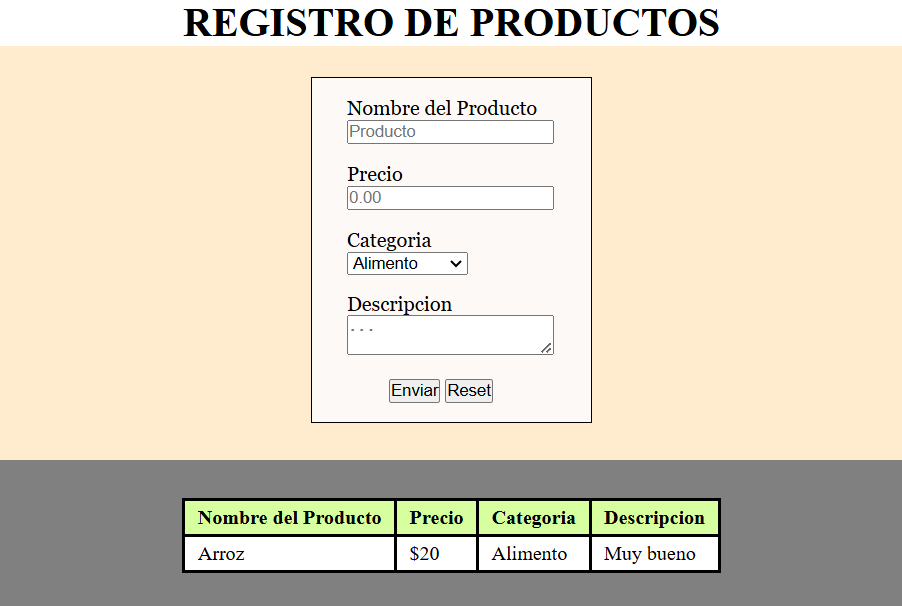 REGISTRO DE PRODUCTOS
Nombre del Producto
Producto
Precio
0.00
Categoria
Alimento
Descripcion
. . .
Enviar Reset
Nombre del Producto Precio Categoria Descripcion
Arroz $20 Alimento Muy bueno